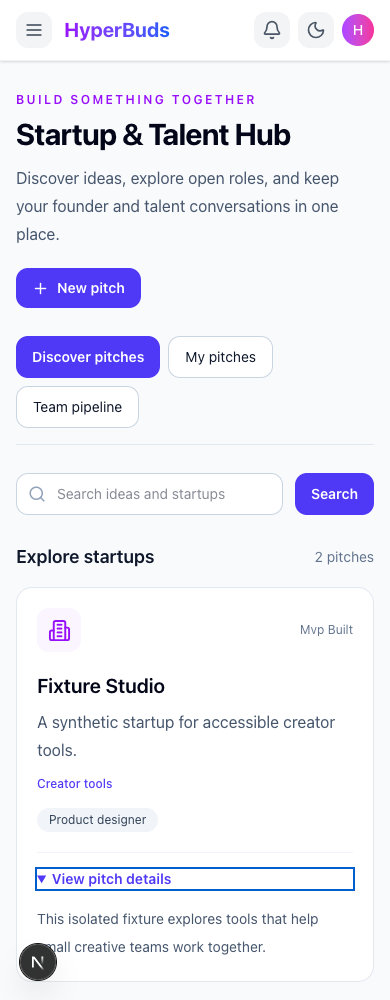 HyperBuds
H
BUILD SOMETHING TOGETHER
Startup & Talent Hub
Discover ideas, explore open roles, and keep
your founder and talent conversations in one
place.
New pitch
Discover pitches
My pitches
Team pipeline
Search ideas and startups
Search
Explore startups
2 pitches
Mvp Built
Fixture Studio
A synthetic startup for accessible creator
tools.
Creator tools
Product designer
View pitch details
This isolated fixture explores tools that help
small creative teams work together.
N